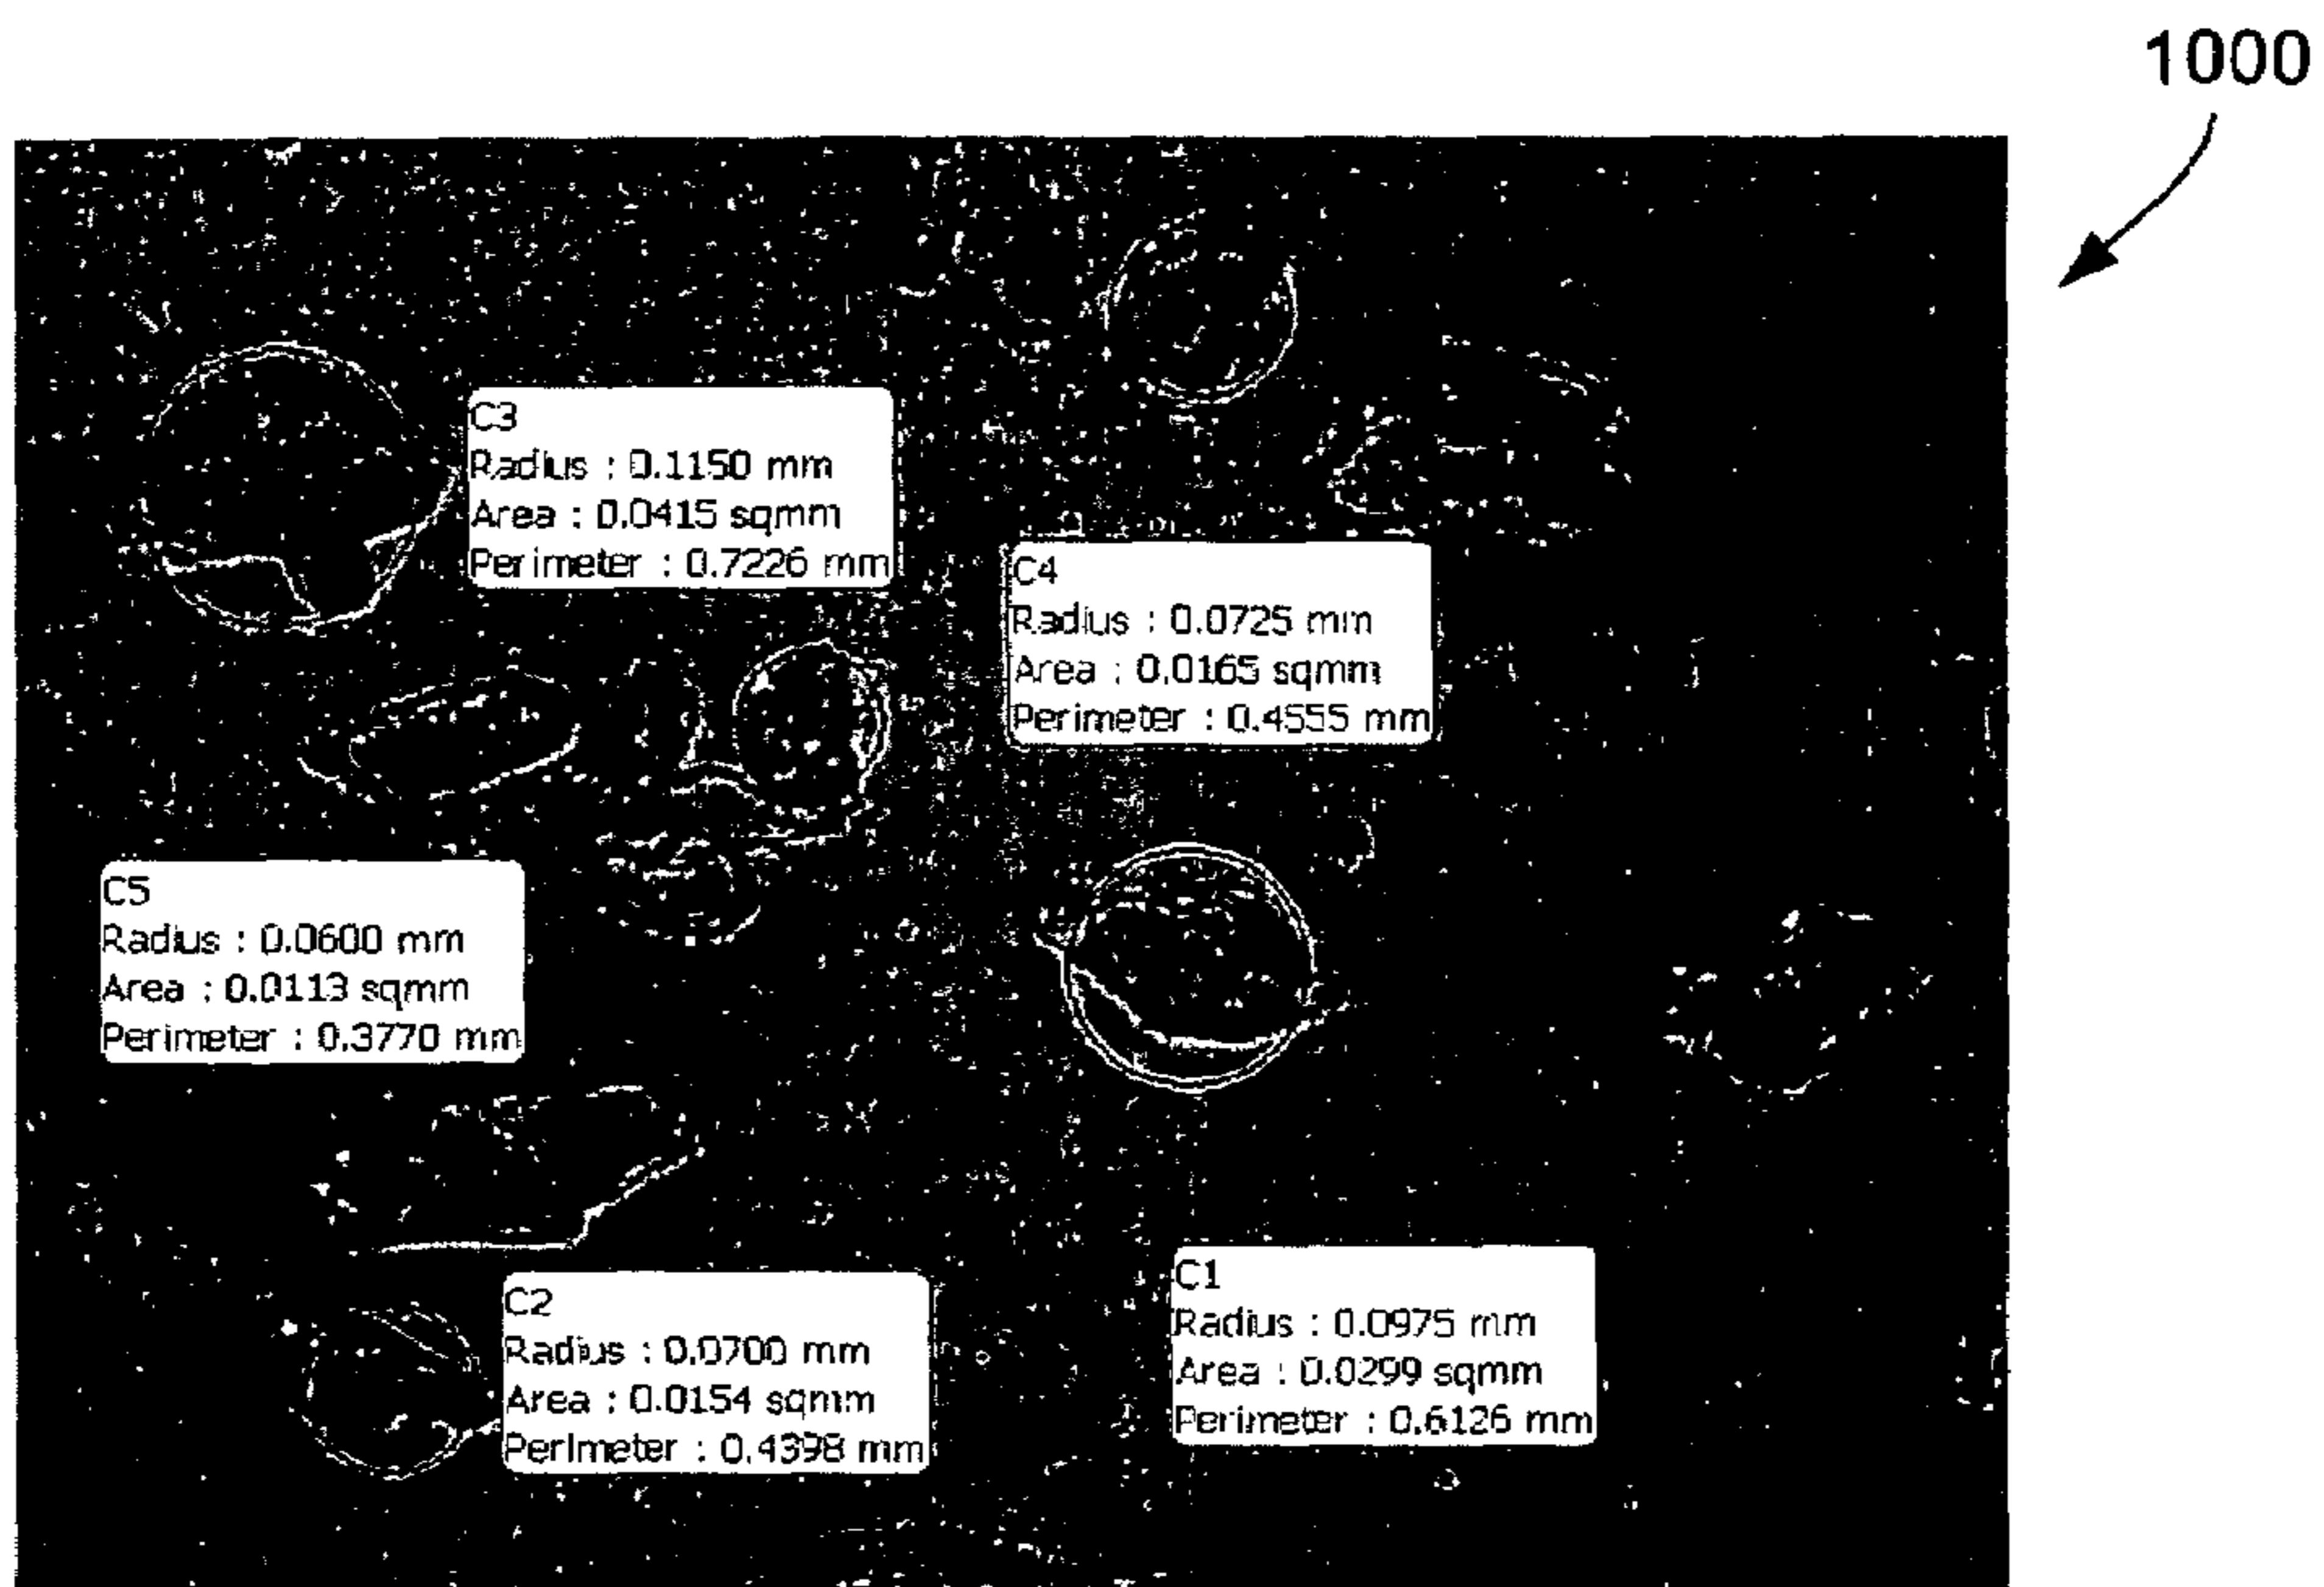 1000
C3
Radius : 0.1150 mm
Area : 0.0415 sqmm
Perimeter : 0.7226 mm
C4
Radius : 0.0725 mm
Area : 0.0165 sqmm
Perimeter : 0.4555 mm
C5
Radius : 0.0600 mm
Area : 0.0113 sqmm
Perimeter : 0.3770 mm
C2
Radius : 0.0700 mm
Area : 0.0154 sqmm
Perimeter : 0.4398 mm
C1
Radius : 0.0975 mm
Area : 0.0299 sqmm
Perimeter : 0.6126 mm